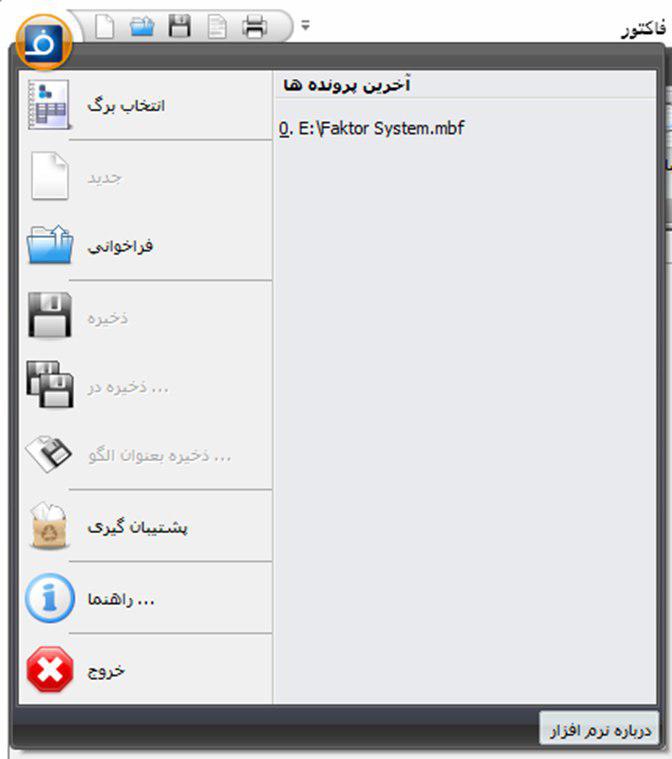 فاکتور
آخرین پرونده ها
0. E:\Faktor System.mbf
انتخاب برگ
جدید
فراخوانی
ذخیره
ذخیره در ...
ذخیره بعنوان الگو ...
پشتیبان گیری
راهنما ...
خروج
درباره نرم افزار